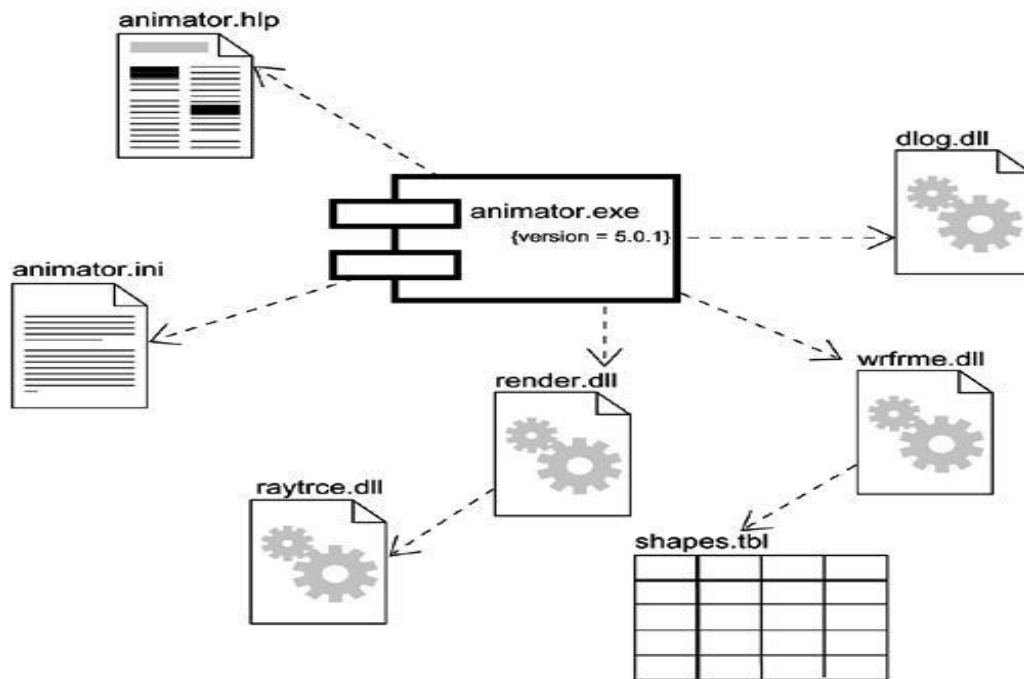 animator.hlp
dlog.dll
animator.exe
{version = 5.0.1}
animator.ini
render.dll
wrfrme.dll
raytrce.dll
shapes.tbl